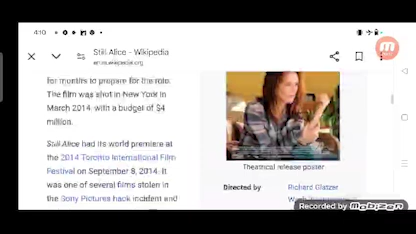 4:10
Still Alice - Wikipedia
en.m.wikipedia.org
for months to prepare for the role.
The film was shot in New York in
March 2014, with a budget of $4
million.
Still Alice had its world premiere at
the 2014 Toronto International Film
Festival on September 8, 2014. It
was one of several films stolen in
the Sony Pictures hack incident and
Theatrical release poster
Directed by
Richard Glatzer
Recorded by Mobizen